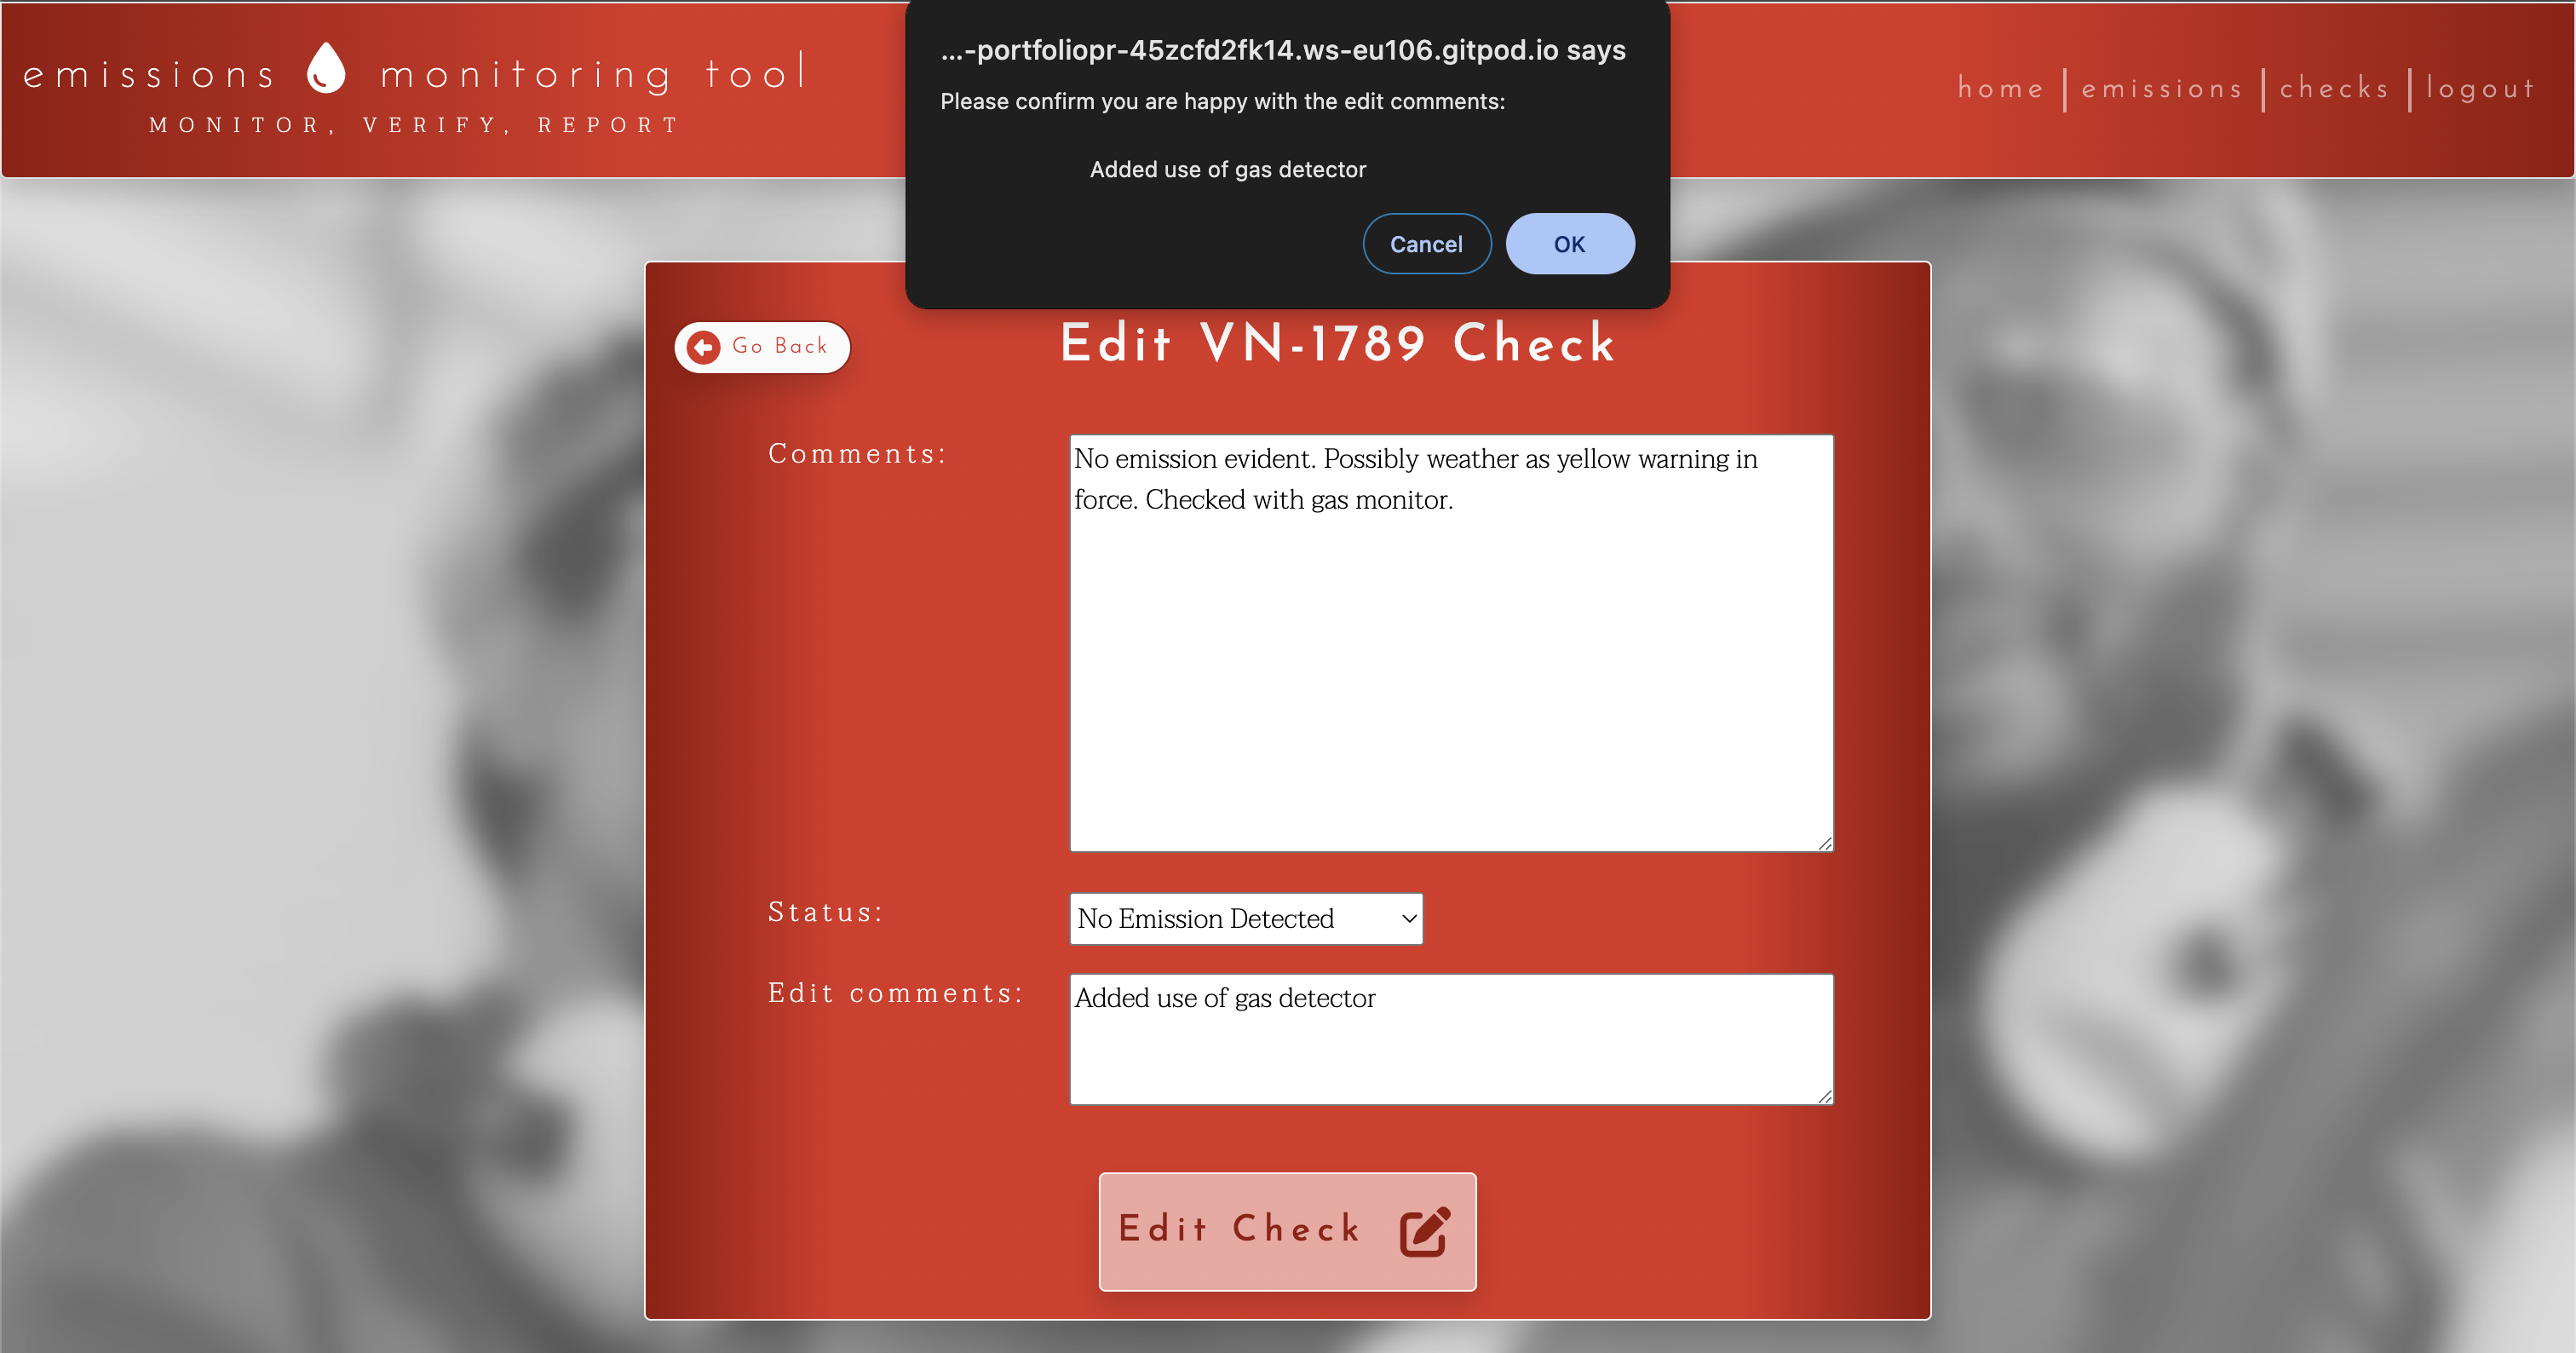 emissions monitoring tool
MONITOR, VERIFY, REPORT
home
emissions
checks
logout
...-portfoliopr-45zcfd2fk14.ws-eu106.gitpod.io says
Please confirm you are happy with the edit comments:
Added use of gas detector
Cancel
OK
Go Back
Edit VN-1789 Check
Comments:
No emission evident. Possibly weather as yellow warning in
force. Checked with gas monitor.
Status:
No Emission Detected
Edit comments:
Added use of gas detector
Edit Check